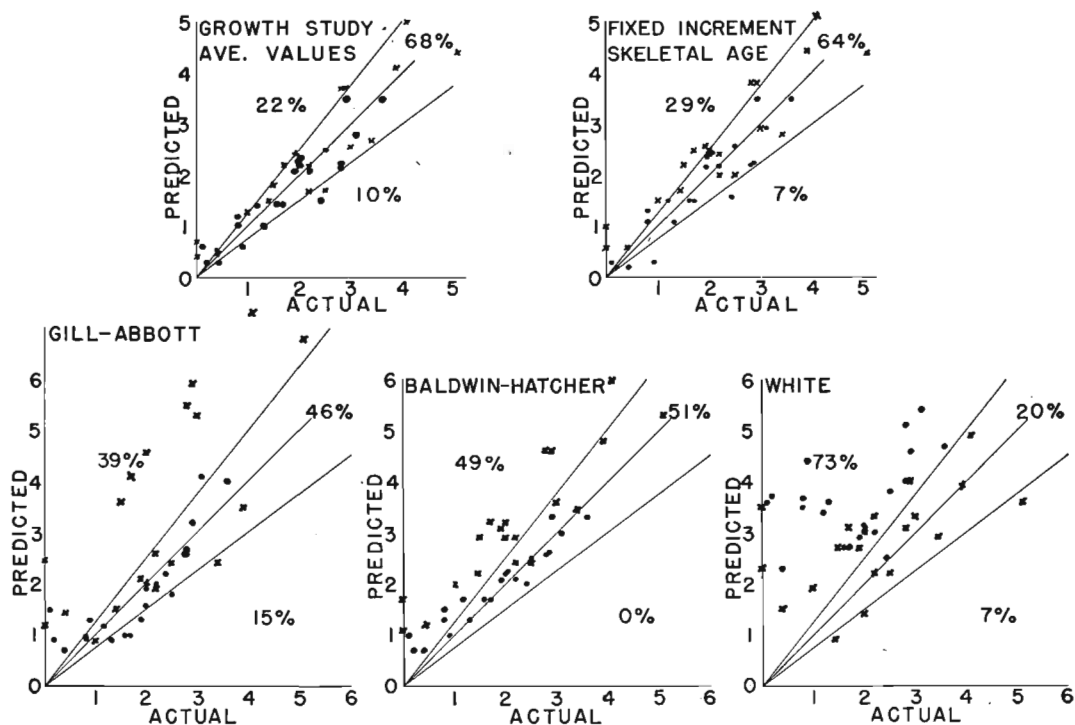 GROWTH STUDY
AVE. VALUES
68%
22%
10%
PREDICTED
5
4
3
2
1
0
1 2 3 4 5
ACTUAL
FIXED INCREMENT
SKELETAL AGE
64%
29%
7%
PREDICTED
5
4
3
2
1
0
1 2 3 4 5
ACTUAL
GILL-ABBOTT
46%
39%
15%
PREDICTED
6
5
4
3
2
1
0
1 2 3 4 5 6
ACTUAL
BALDWIN-HATCHER
51%
49%
0%
PREDICTED
6
5
4
3
2
1
0
1 2 3 4 5 6
ACTUAL
WHITE
20%
73%
7%
PREDICTED
6
5
4
3
2
1
0
1 2 3 4 5 6
ACTUAL